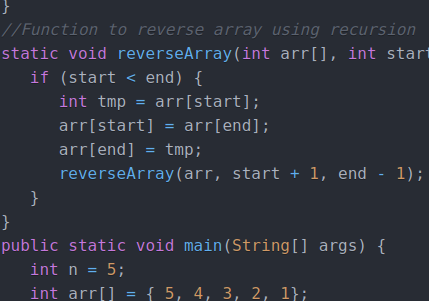 }
//Function to reverse array using recursion
static void reverseArray(int arr[], int start
if (start < end) {
int tmp = arr[start];
arr[start] = arr[end];
arr[end] = tmp;
reverseArray(arr, start + 1, end - 1);
}
}
public static void main(String[] args) {
int n = 5;
int arr[] = { 5, 4, 3, 2, 1};